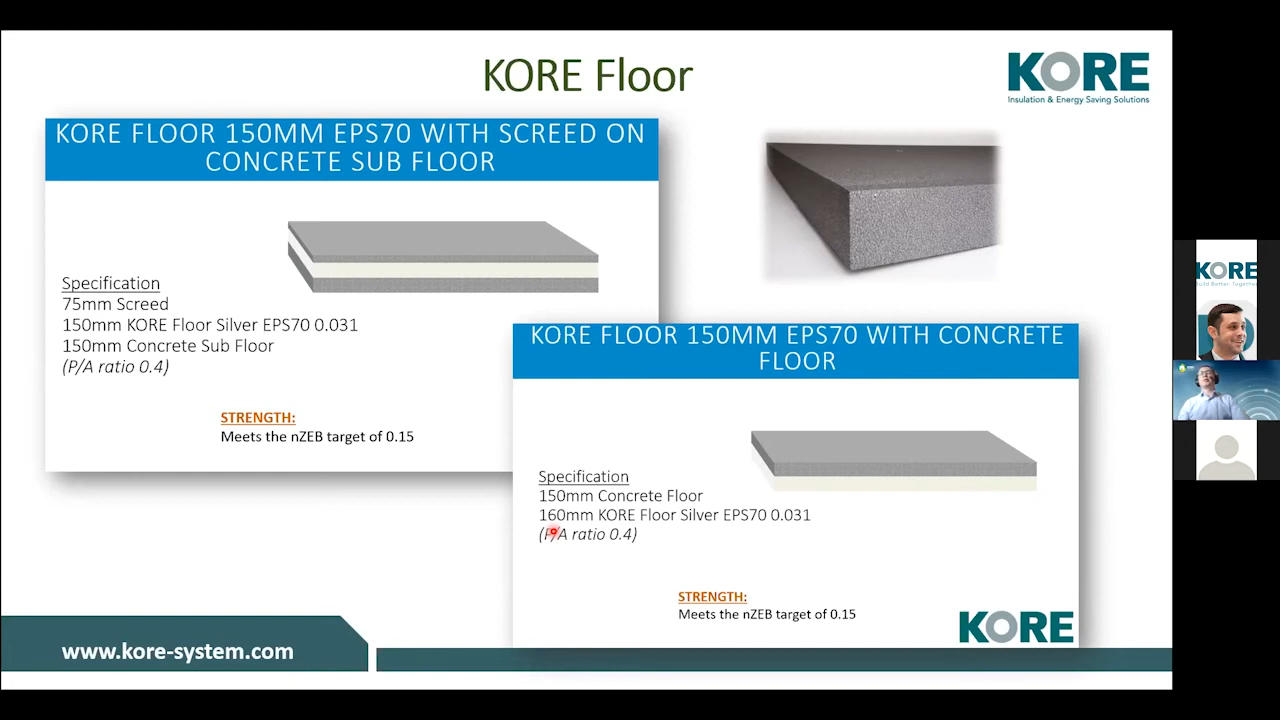 KORE Floor
KORE
Insulation & Energy Saving Solutions
KORE FLOOR 150MM EPS70 WITH SCREED ON
CONCRETE SUB FLOOR
Specification
75mm Screed
150mm KORE Floor Silver EPS70 0.031
150mm Concrete Sub Floor
(P/A ratio 0.4)
STRENGTH:
Meets the nZEB target of 0.15
KORE FLOOR 150MM EPS70 WITH CONCRETE
FLOOR
Specification
150mm Concrete Floor
160mm KORE Floor Silver EPS70 0.031
(P/A ratio 0.4)
STRENGTH:
Meets the nZEB target of 0.15
KORE
www.kore-system.com
KORE
Build Better. Together